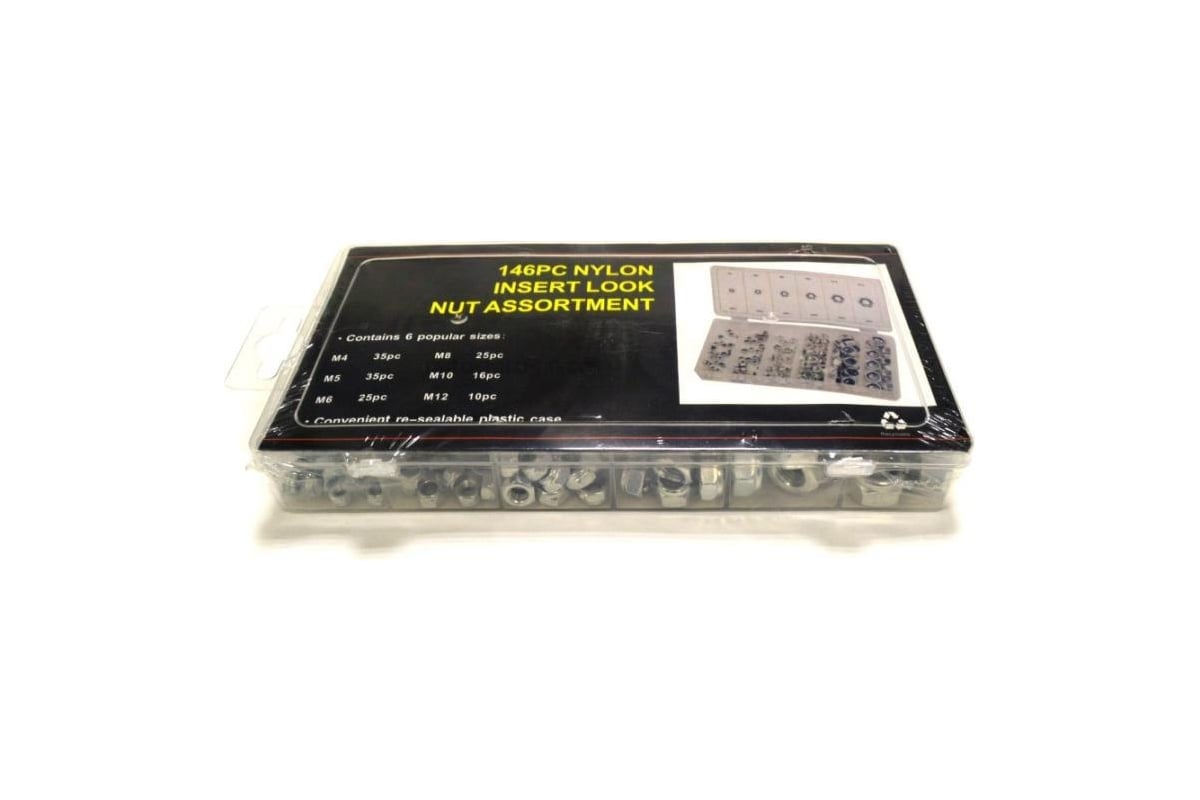 146PC NYLON
INSERT LOOK
NUT ASSORTMENT
· Contains 6 popular sizes:
M4 35pc M8 25pc
M5 35pc M10 16pc
M6 25pc M12 10pc
· Convenient re-sealable plastic case
Recyclable